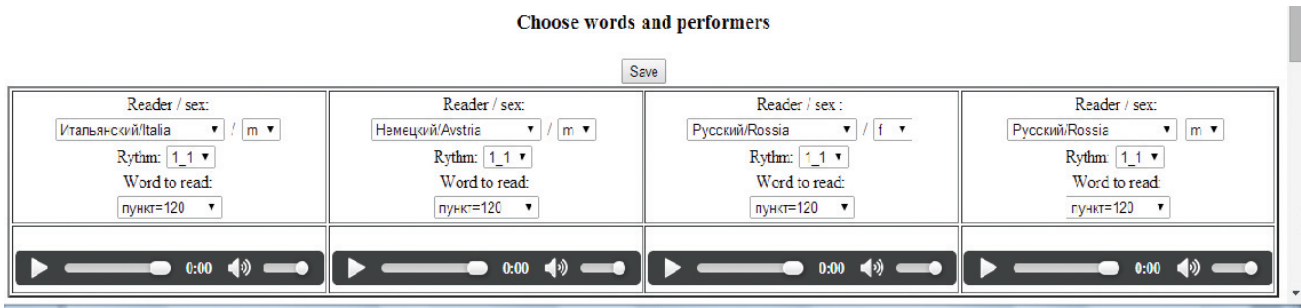 Choose words and performers
Save
Reader / sex:
Итальянский/Italia / m
Rythm: 1_1
Word to read:
пункт=120
0:00
Reader / sex:
Немецкий/Avstria / m
Rythm: 1_1
Word to read:
пункт=120
0:00
Reader / sex :
Русский/Rossia / f
Rythm: 1_1
Word to read:
пункт=120
0:00
Reader / sex:
Русский/Rossia m
Rythm: 1_1
Word to read:
пункт=120
0:00